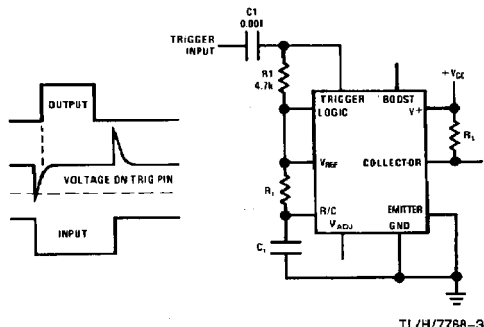 C1
0.001
TRIGGER
INPUT
R1
4.7k
+VCC
OUTPUT
TRIGGER
BOOST
LOGIC
V+
RL
VOLTAGE ON TRIG PIN
VREF
COLLECTOR
Rt
R/C
EMITTER
VADJ
GND
INPUT
Ct
TL/H/7768–3